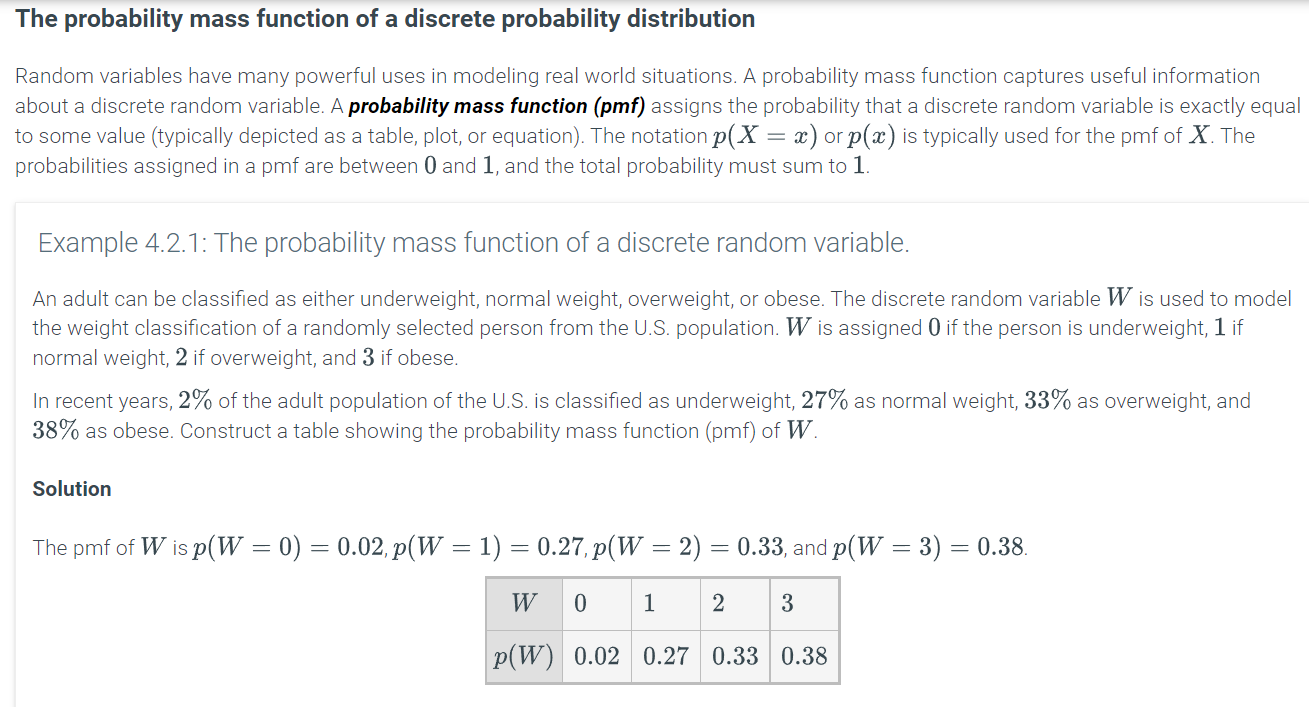 The probability mass function of a discrete probability distribution
Random variables have many powerful uses in modeling real world situations. A probability mass function captures useful information
about a discrete random variable. A probability mass function (pmf) assigns the probability that a discrete random variable is exactly equal
to some value (typically depicted as a table, plot, or equation). The notation p(X = x) or p(x) is typically used for the pmf of X. The
probabilities assigned in a pmf are between 0 and 1, and the total probability must sum to 1.
Example 4.2.1: The probability mass function of a discrete random variable.
An adult can be classified as either underweight, normal weight, overweight, or obese. The discrete random variable W is used to model
the weight classification of a randomly selected person from the U.S. population. W is assigned 0 if the person is underweight, 1 if
normal weight, 2 if overweight, and 3 if obese.
In recent years, 2% of the adult population of the U.S. is classified as underweight, 27% as normal weight, 33% as overweight, and
38% as obese. Construct a table showing the probability mass function (pmf) of W.
Solution
The pmf of W is p(W = 0) = 0.02, p(W = 1) = 0.27, p(W = 2) = 0.33, and p(W = 3) = 0.38.
W 0 1 2 3
p(W) 0.02 0.27 0.33 0.38